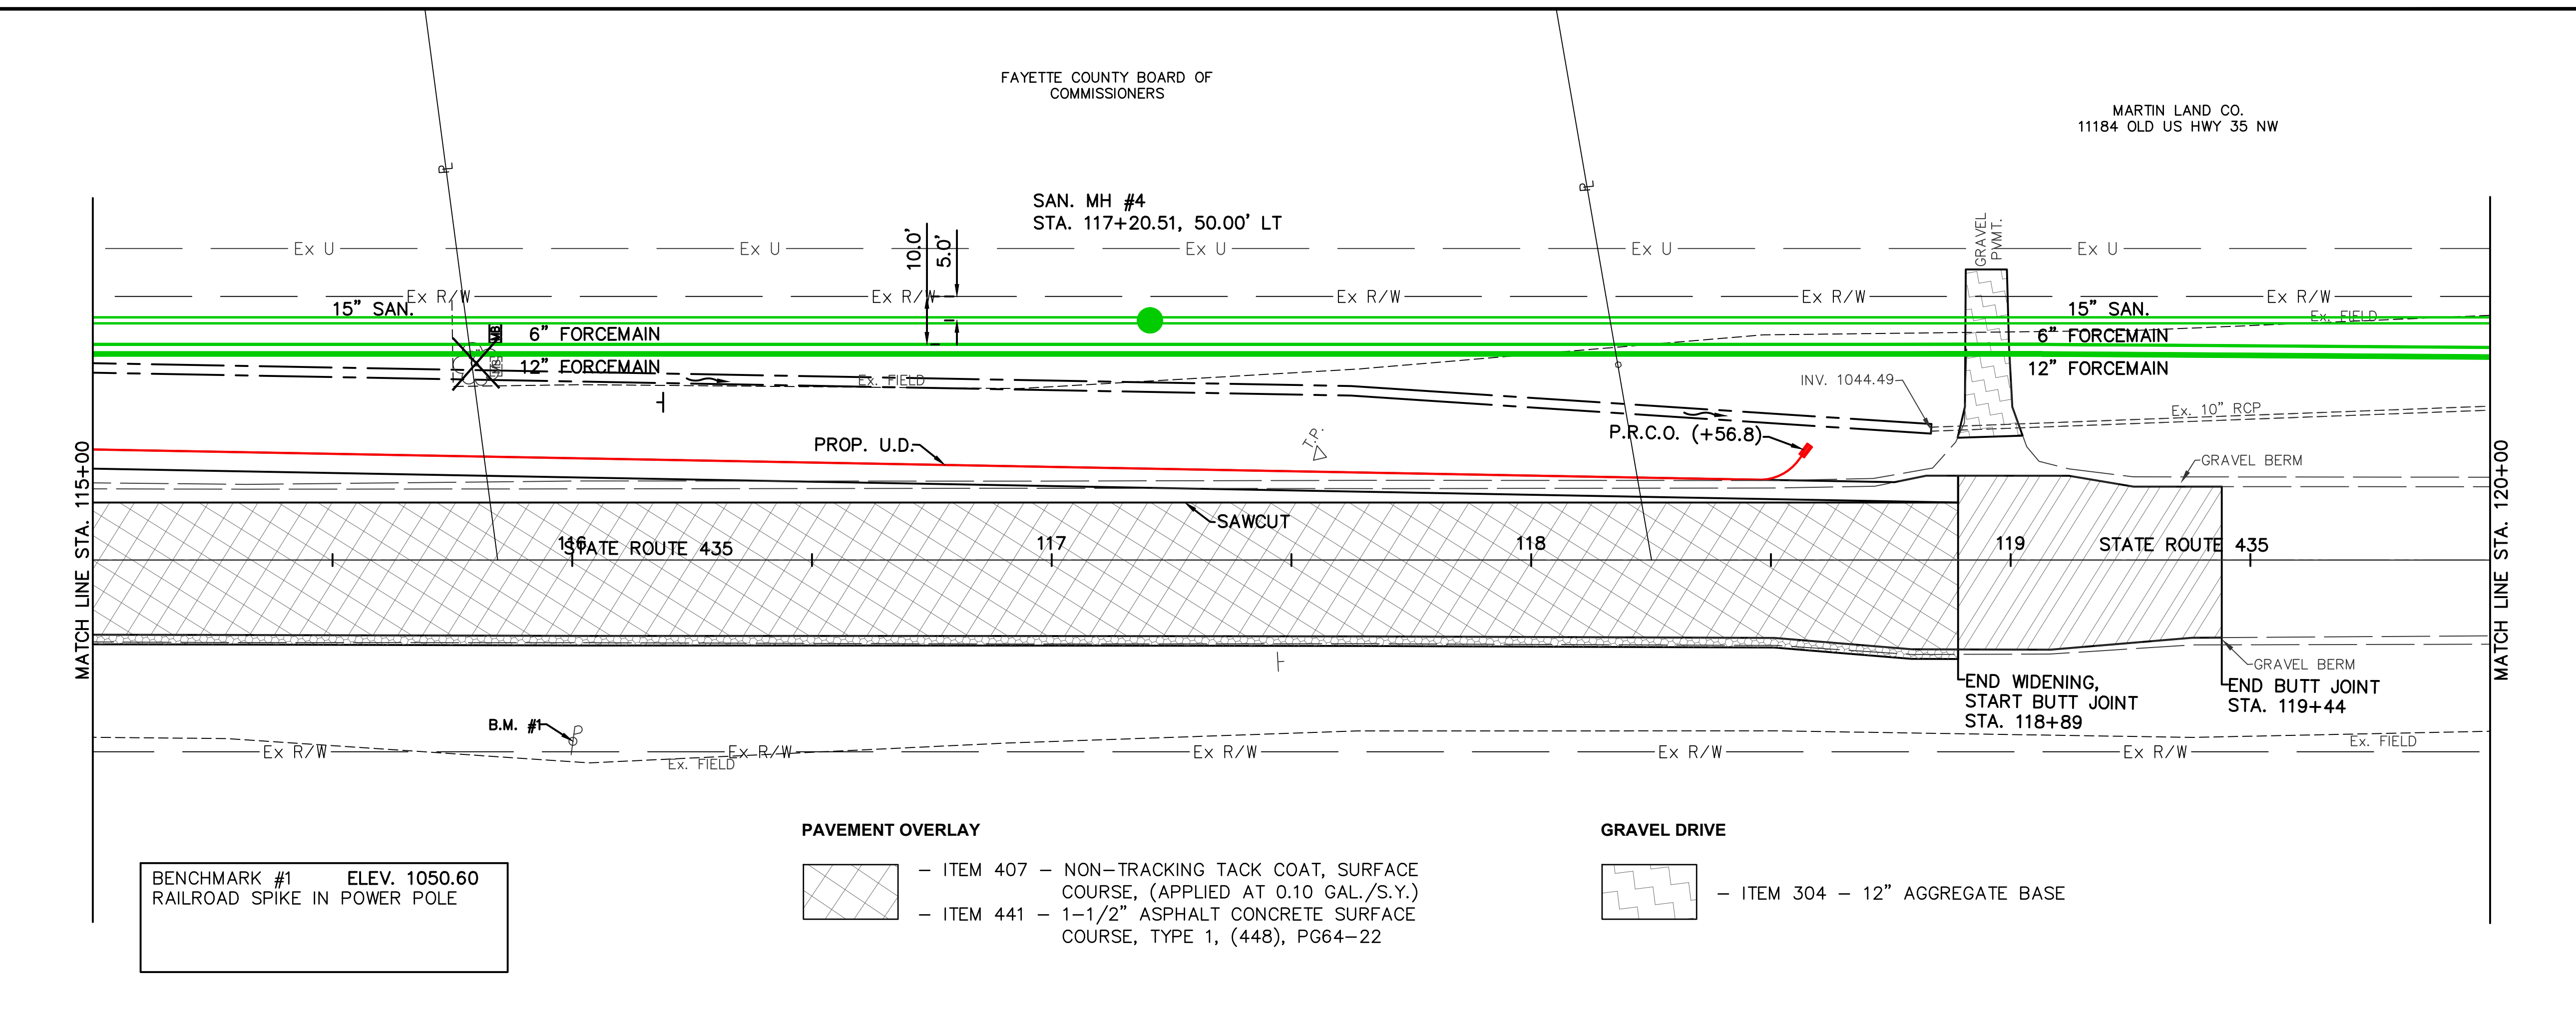 FAYETTE COUNTY BOARD OF
COMMISSIONERS
MARTIN LAND CO.
11184 OLD US HWY 35 NW
PL
PL
SAN. MH #4
STA. 117+20.51, 50.00' LT
10.0'
5.0'
GRAVEL
PVMT.
Ex U
Ex U
Ex U
Ex U
Ex U
Ex R/W
Ex R/W
Ex R/W
Ex R/W
Ex R/W
15" SAN.
15" SAN.
Ex. FIELD
MB
6" FORCEMAIN
6" FORCEMAIN
12" FORCEMAIN
12" FORCEMAIN
Ex. FIELD
INV. 1044.49
Ex. 10" RCP
T.P.
P.R.C.O. (+56.8)
PROP. U.D.
GRAVEL BERM
SAWCUT
116
117
118
119
STATE ROUTE 435
STATE ROUTE 435
MATCH LINE STA. 115+00
MATCH LINE STA. 120+00
GRAVEL BERM
END WIDENING,
START BUTT JOINT
STA. 118+89
END BUTT JOINT
STA. 119+44
B.M. #1
P
Ex R/W
Ex R/W
Ex R/W
Ex R/W
Ex R/W
Ex. FIELD
Ex. FIELD
BENCHMARK #1 ELEV. 1050.60
RAILROAD SPIKE IN POWER POLE
PAVEMENT OVERLAY
– ITEM 407 – NON–TRACKING TACK COAT, SURFACE
COURSE, (APPLIED AT 0.10 GAL./S.Y.)
– ITEM 441 – 1–1/2" ASPHALT CONCRETE SURFACE
COURSE, TYPE 1, (448), PG64–22
GRAVEL DRIVE
– ITEM 304 – 12" AGGREGATE BASE